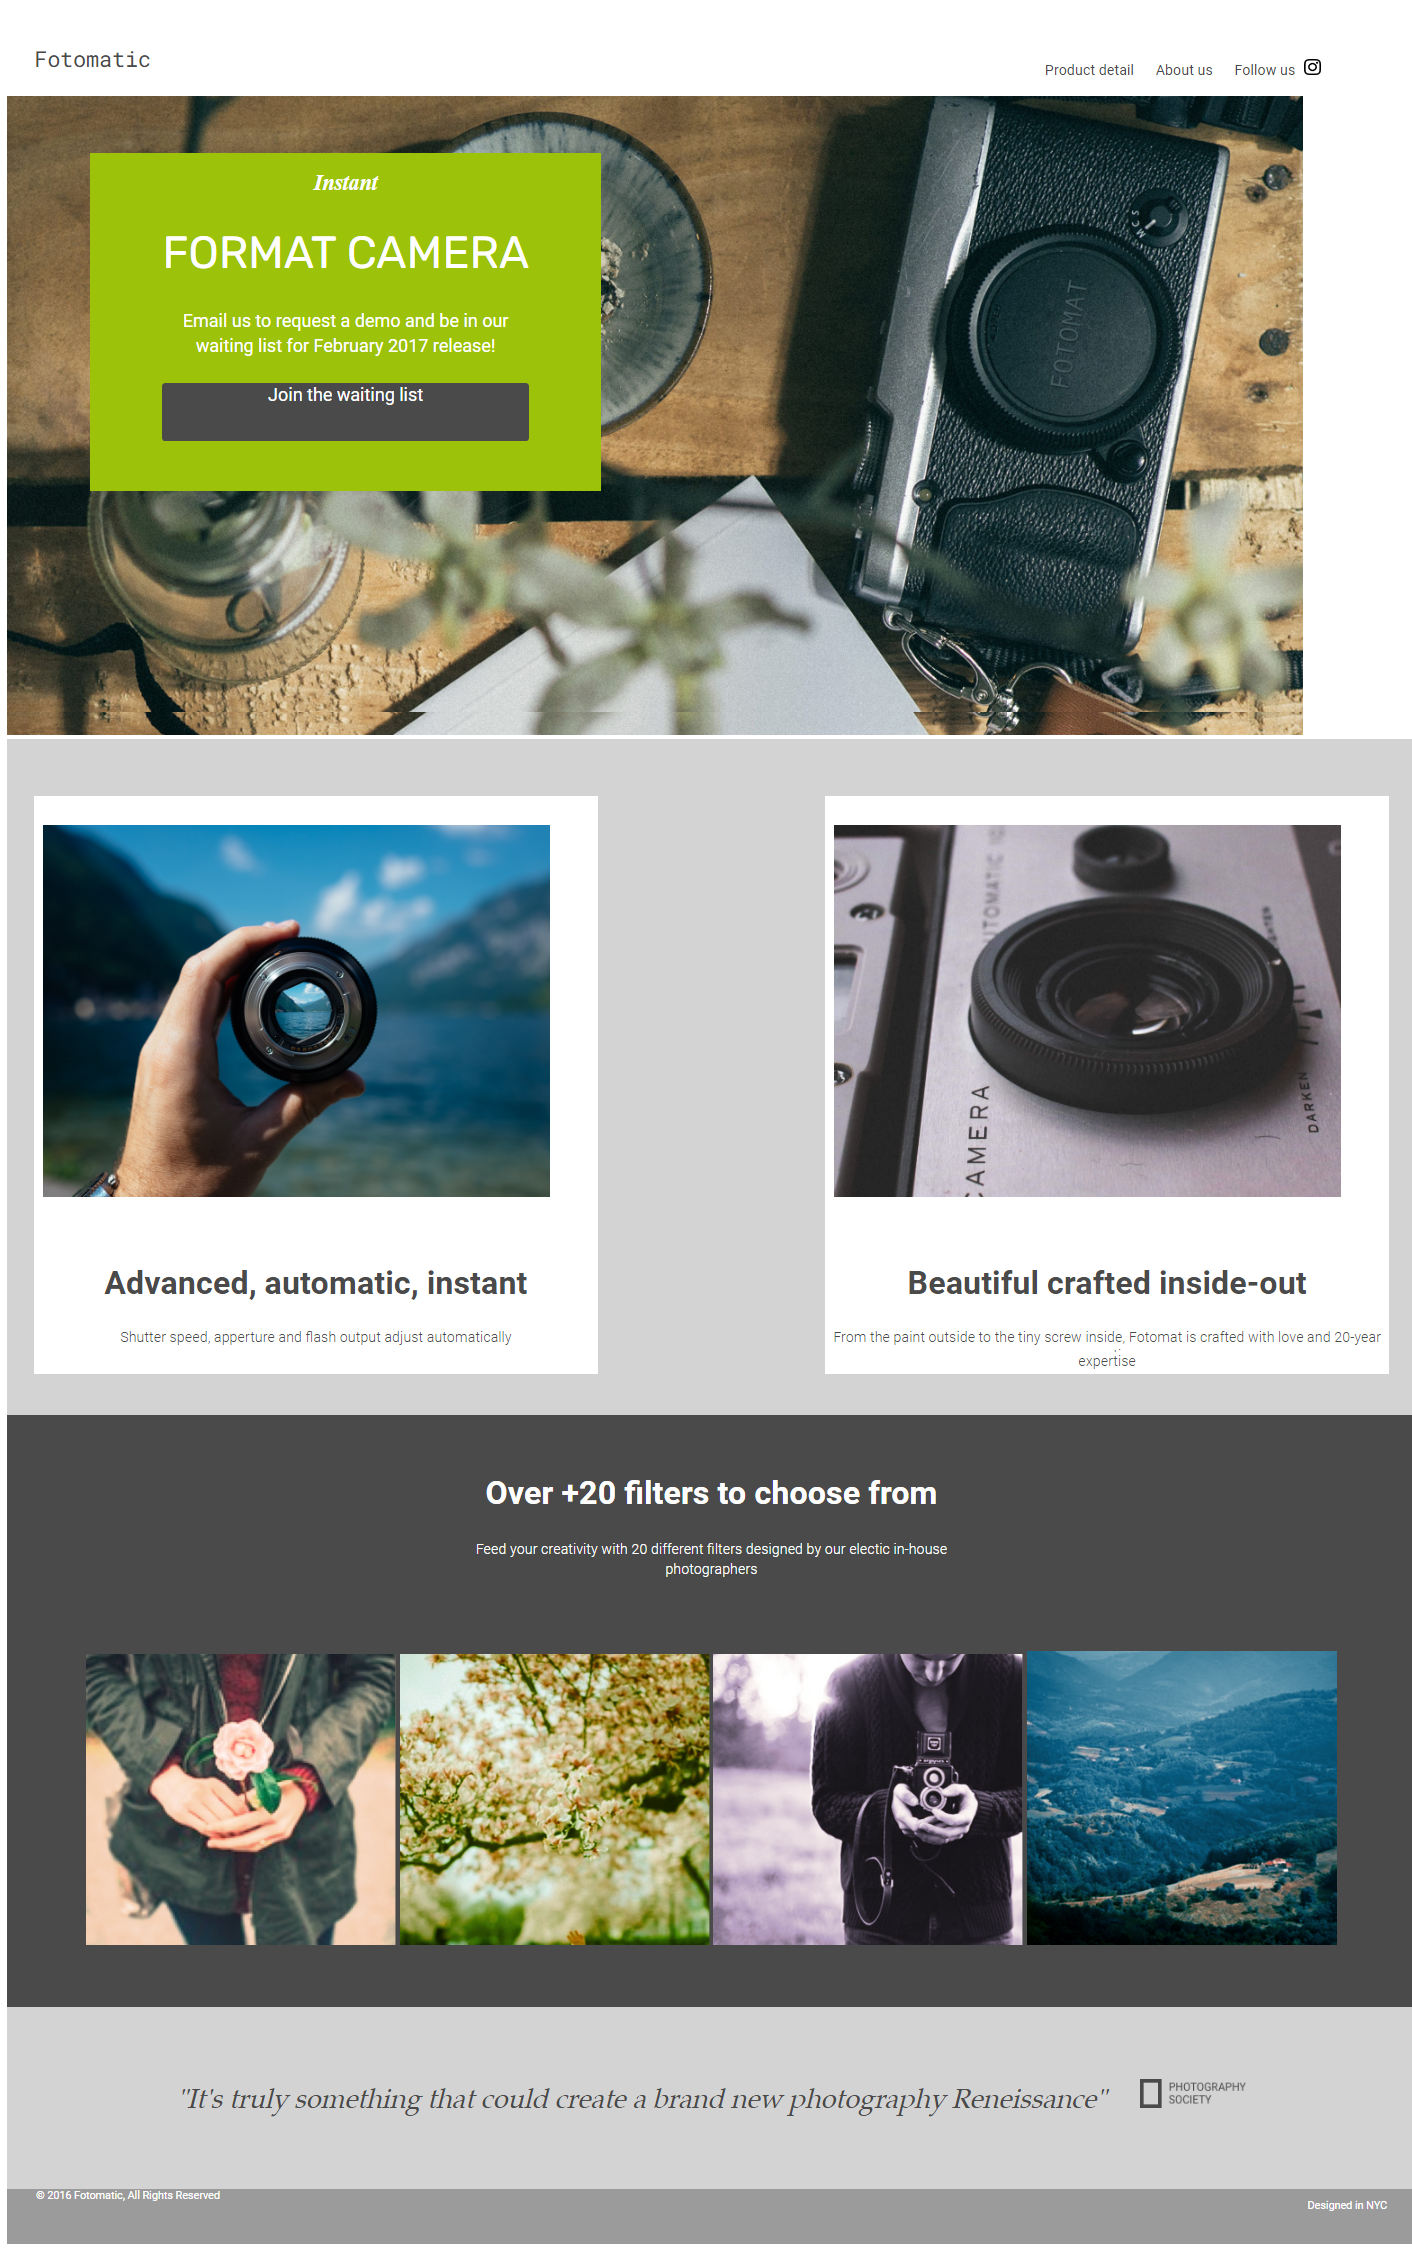 Fotomatic
Product detail About us Follow us
Instant
FORMAT CAMERA
Email us to request a demo and be in our
waiting list for February 2017 release!
Join the waiting list
MCS
FOTOMAT
CAMERA
DARKEN
Advanced, automatic, instant
Shutter speed, apperture and flash output adjust automatically
Beautiful crafted inside-out
From the paint outside to the tiny screw inside, Fotomat is crafted with love and 20-year
expertise
Over +20 filters to choose from
Feed your creativity with 20 different filters designed by our electic in-house
photographers
"It's truly something that could create a brand new photography Reneissance"
PHOTOGRAPHY
SOCIETY
© 2016 Fotomatic, All Rights Reserved
Designed in NYC